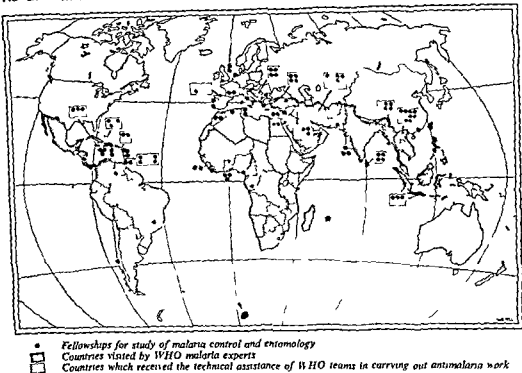 Fellowships for study of malaria control and entomology
Countries visited by WHO malaria experts
Countries which received the technical assistance of WHO teams in carrying out antimalaria work